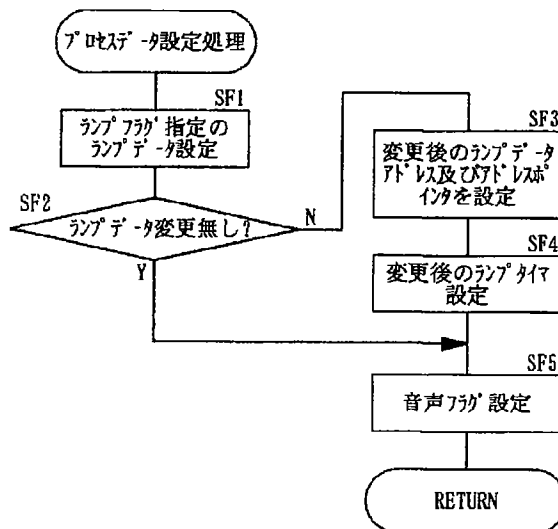 プロセスデータ設定処理
SF1
ランプフラグ指定の
ランプデータ設定
SF2
ランプデータ変更無し?
N
Y
SF3
変更後のランプデータ
アドレス及びアドレスポ
インタを設定
SF4
変更後のランプタイマ
設定
SF5
音声フラグ設定
RETURN